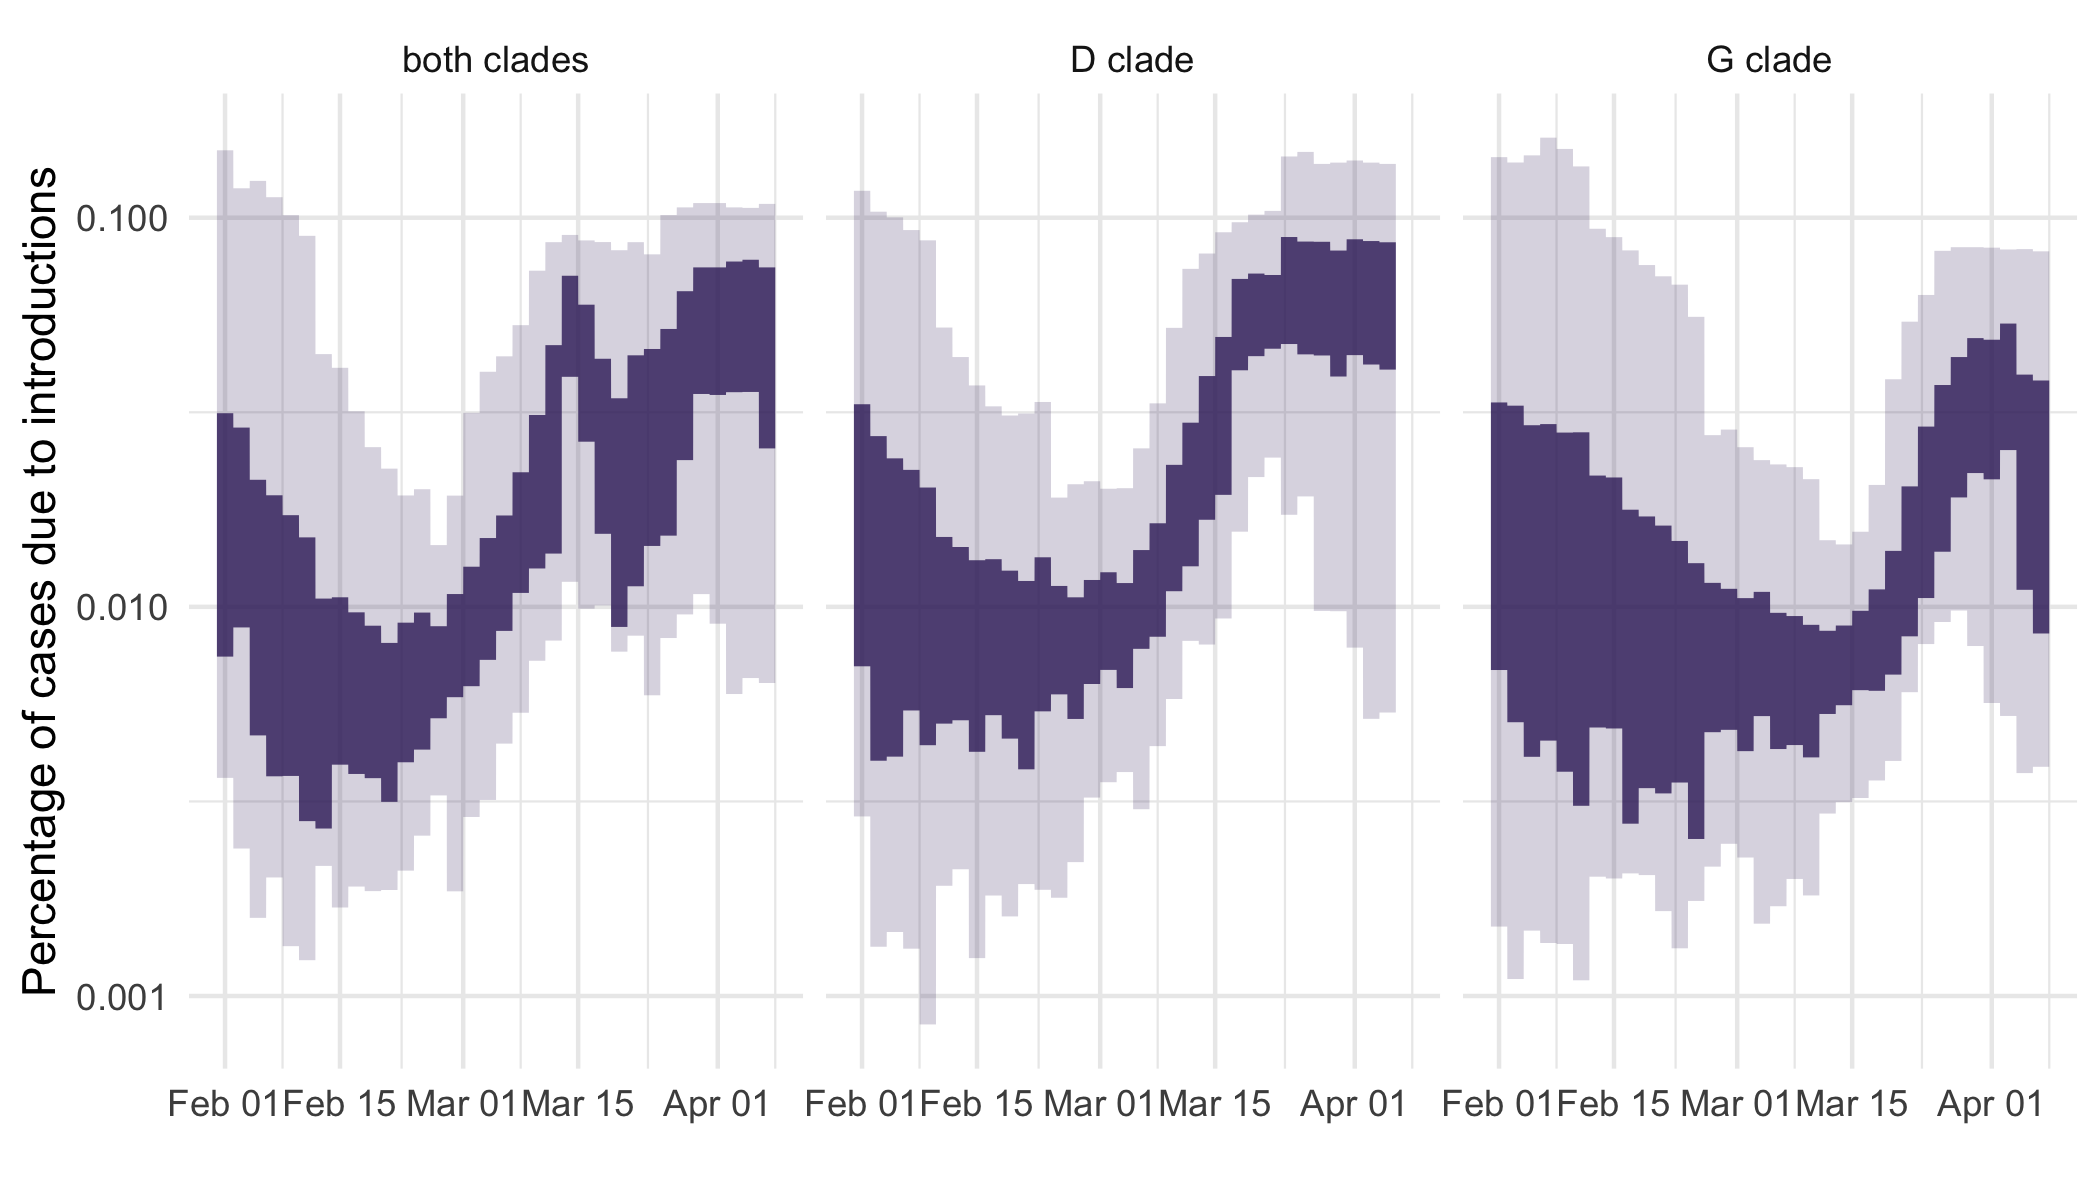 both clades D clade G clade
Percentage of cases due to introductions
0.100
0.010
0.001
Feb 01 Feb 15 Mar 01 Mar 15 Apr 01 Feb 01 Feb 15 Mar 01 Mar 15 Apr 01 Feb 01 Feb 15 Mar 01 Mar 15 Apr 01